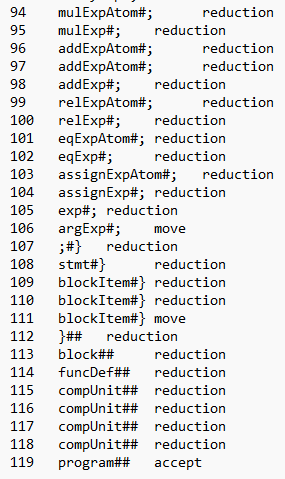 94 mulExpAtom#; reduction
95 mulExp#; reduction
96 addExpAtom#; reduction
97 addExpAtom#; reduction
98 addExp#; reduction
99 relExpAtom#; reduction
100 relExp#; reduction
101 eqExpAtom#; reduction
102 eqExp#; reduction
103 assignExpAtom#; reduction
104 assignExp#; reduction
105 exp#; reduction
106 argExp#; move
107 ;#} reduction
108 stmt#} reduction
109 blockItem#} reduction
110 blockItem#} reduction
111 blockItem#} move
112 }## reduction
113 block## reduction
114 funcDef## reduction
115 compUnit## reduction
116 compUnit## reduction
117 compUnit## reduction
118 compUnit## reduction
119 program## accept